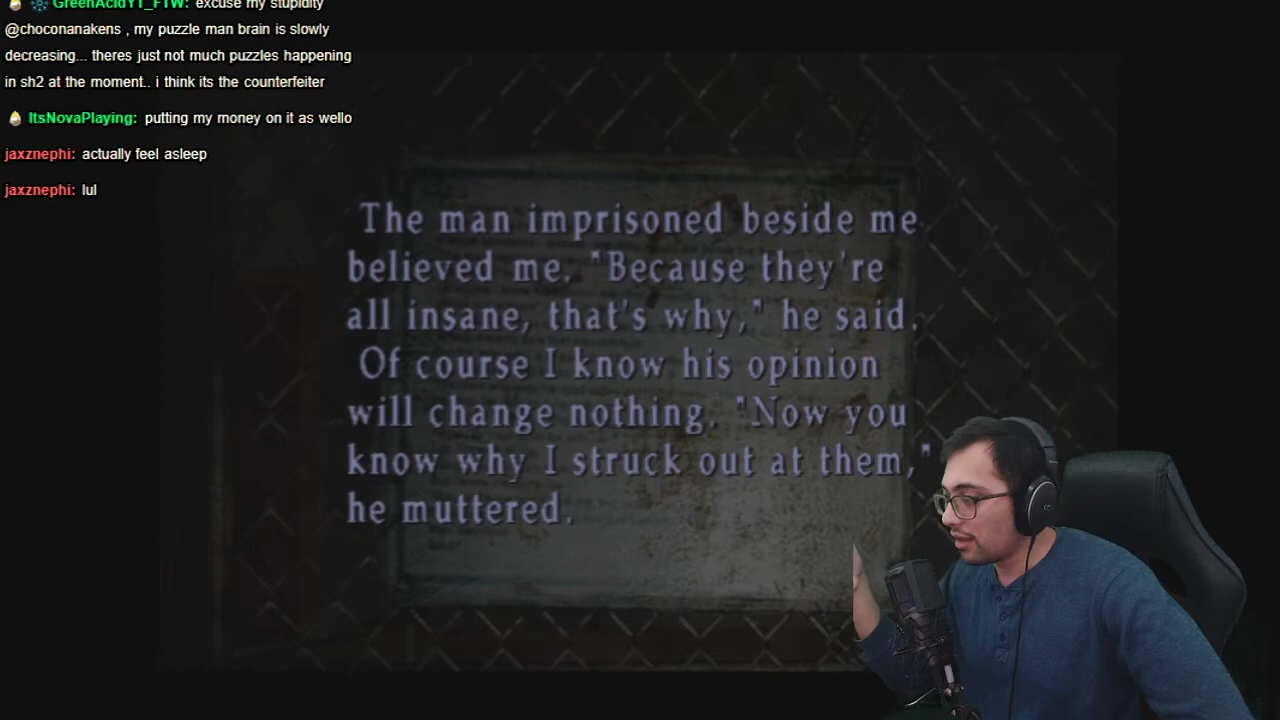 GreenAcidYT_FTW: excuse my stupidity
@choconanakens , my puzzle man brain is slowly
decreasing... theres just not much puzzles happening
in sh2 at the moment.. i think its the counterfeiter
ItsNovaPlaying: putting my money on it as wello
jaxznephi: actually feel asleep
jaxznephi: lul
The man imprisoned beside me
believed me. "Because they're
all insane, that's why," he said.
Of course I know his opinion
will change nothing. "Now you
know why I struck out at them,"
he muttered.